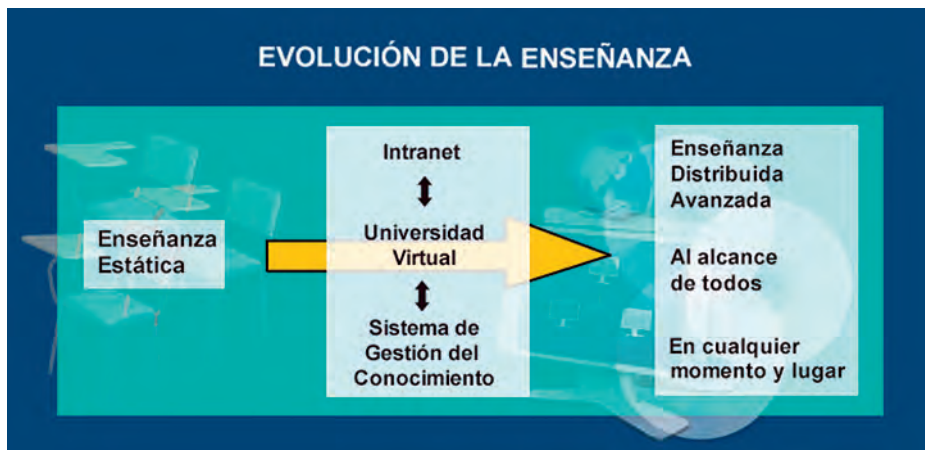 EVOLUCIÓN DE LA ENSEÑANZA
Enseñanza
Estática
Intranet
Universidad
Virtual
Sistema de
Gestión del
Conocimiento
Enseñanza
Distribuida
Avanzada
Al alcance
de todos
En cualquier
momento y lugar